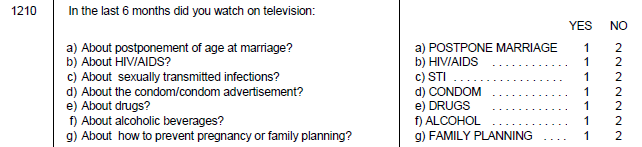 1210 In the last 6 months did you watch on television:
YES NO
a) About postponement of age at marriage? a) POSTPONE MARRIAGE 1 2
b) About HIV/AIDS? b) HIV/AIDS ............ 1 2
c) About sexually transmitted infections? c) STI ................. 1 2
d) About the condom/condom advertisement? d) CONDOM ............ 1 2
e) About drugs? e) DRUGS ............ 1 2
f) About alcoholic beverages? f) ALCOHOL ............ 1 2
g) About how to prevent pregnancy or family planning? g) FAMILY PLANNING .... 1 2